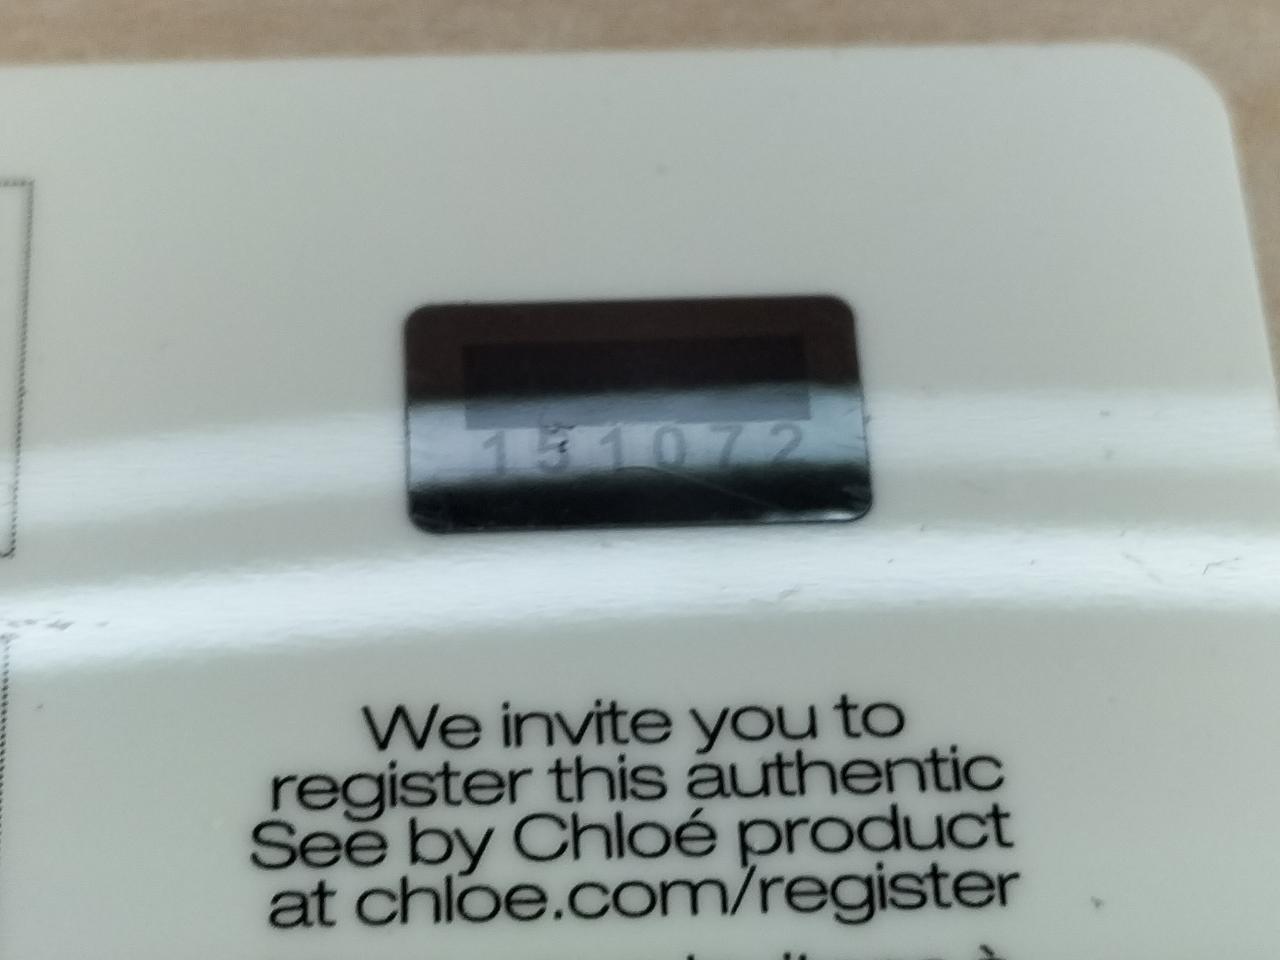 151072
We invite you to
register this authentic
See by Chloé product
at chloe.com/register